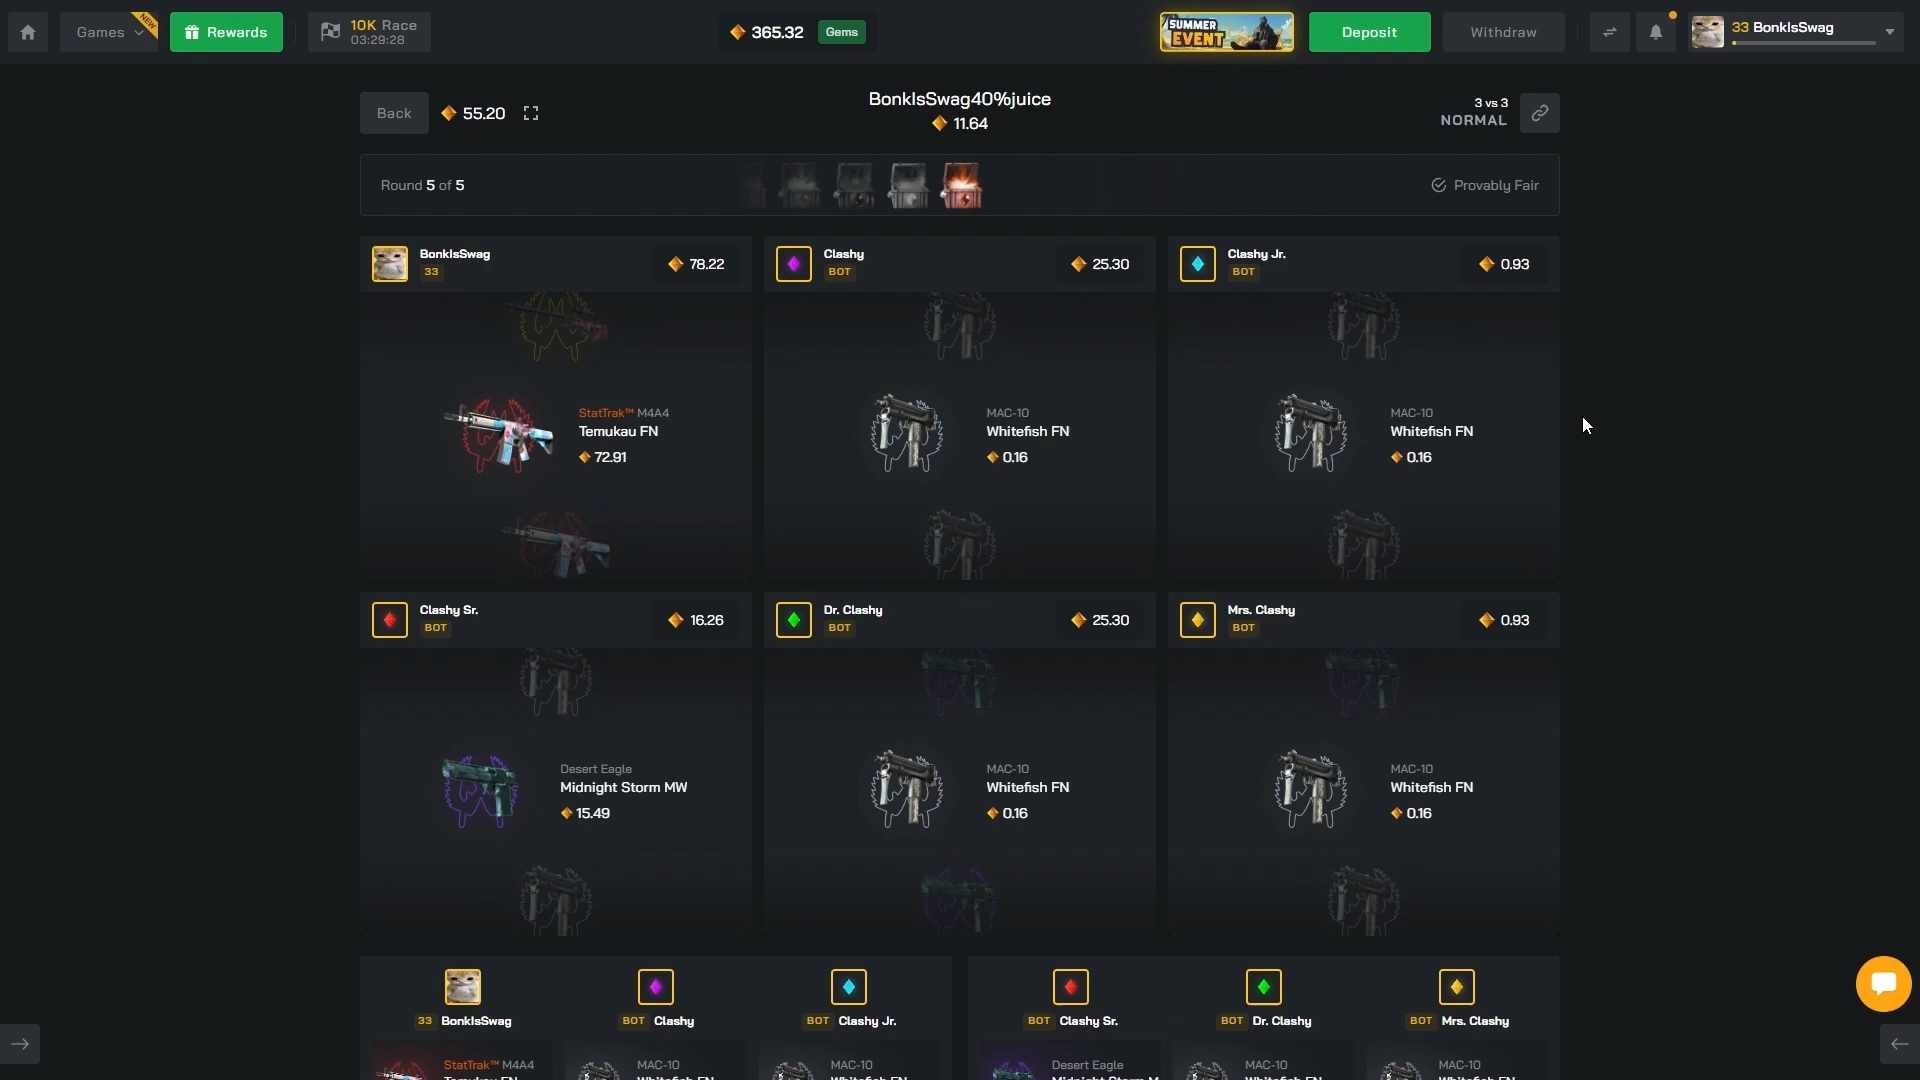 Games
NEW
Rewards
10K Race
03:29:28
365.32
Gems
SUMMER
EVENT
Deposit
Withdraw
33 BonkIsSwag
Back
55.20
BonkIsSwag40%juice
11.64
3 vs 3
NORMAL
Round 5 of 5
Provably Fair
BonkIsSwag
33
78.22
Clashy
BOT
25.30
Clashy Jr.
BOT
0.93
StatTrak™ M4A4
Temukau FN
72.91
MAC-10
Whitefish FN
0.16
MAC-10
Whitefish FN
0.16
Clashy Sr.
BOT
16.26
Dr. Clashy
BOT
25.30
Mrs. Clashy
BOT
0.93
Desert Eagle
Midnight Storm MW
15.49
MAC-10
Whitefish FN
0.16
MAC-10
Whitefish FN
0.16
33 BonkIsSwag
BOT Clashy
BOT Clashy Jr.
BOT Clashy Sr.
BOT Dr. Clashy
BOT Mrs. Clashy
StatTrak™ M4A4
MAC-10
MAC-10
Desert Eagle
MAC-10
MAC-10